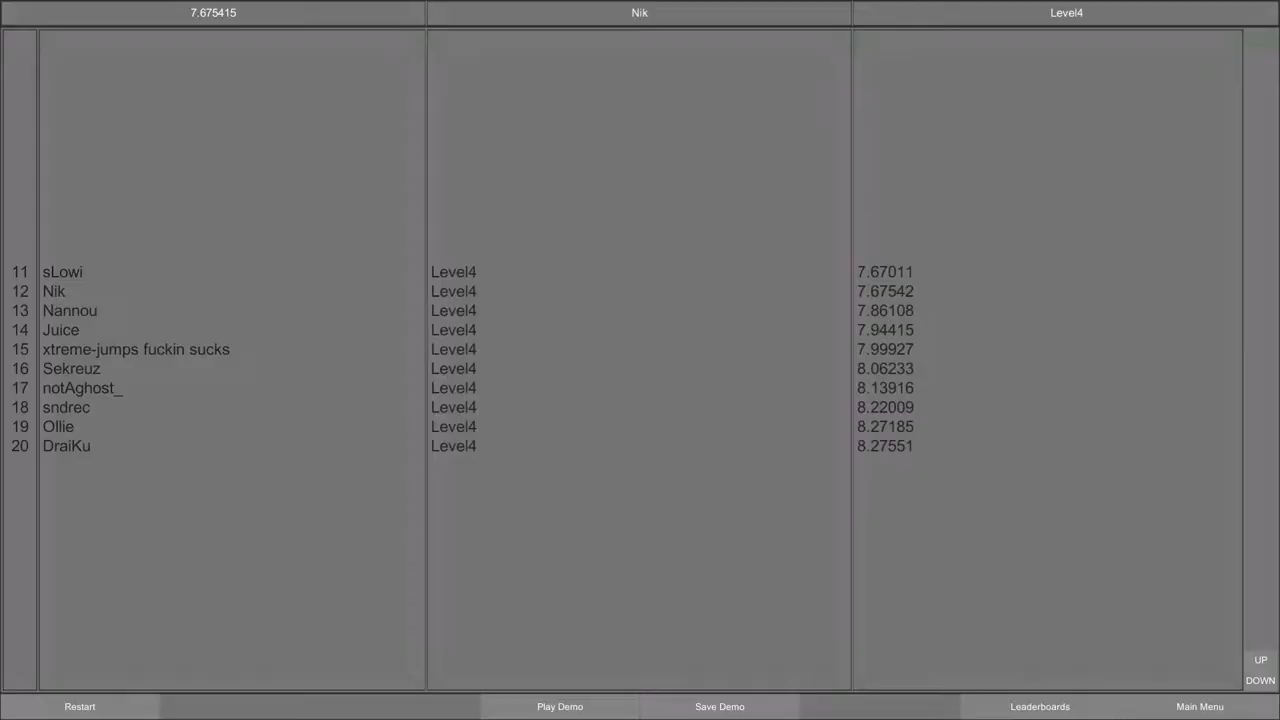 7.675415 Nik Level4
11 sLowi Level4 7.67011
12 Nik Level4 7.67542
13 Nannou Level4 7.86108
14 Juice Level4 7.94415
15 xtreme-jumps fuckin sucks Level4 7.99927
16 Sekreuz Level4 8.06233
17 notAghost_ Level4 8.13916
18 sndrec Level4 8.22009
19 Ollie Level4 8.27185
20 DraiKu Level4 8.27551
UP
DOWN
Restart Play Demo Save Demo Leaderboards Main Menu